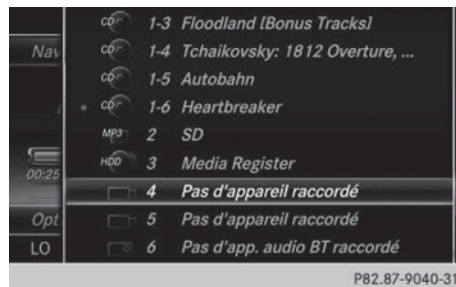 CD 1-3 Floodland [Bonus Tracks]
Nav CD 1-4 Tchaikovsky: 1812 Overture, ...
CD 1-5 Autobahn
CD 1-6 Heartbreaker
MP3 2 SD
HDD 3 Media Register
00:25
4 Pas d'appareil raccordé
Opt 5 Pas d'appareil raccordé
LO 6 Pas d'app. audio BT raccordé
P82.87-9040-31